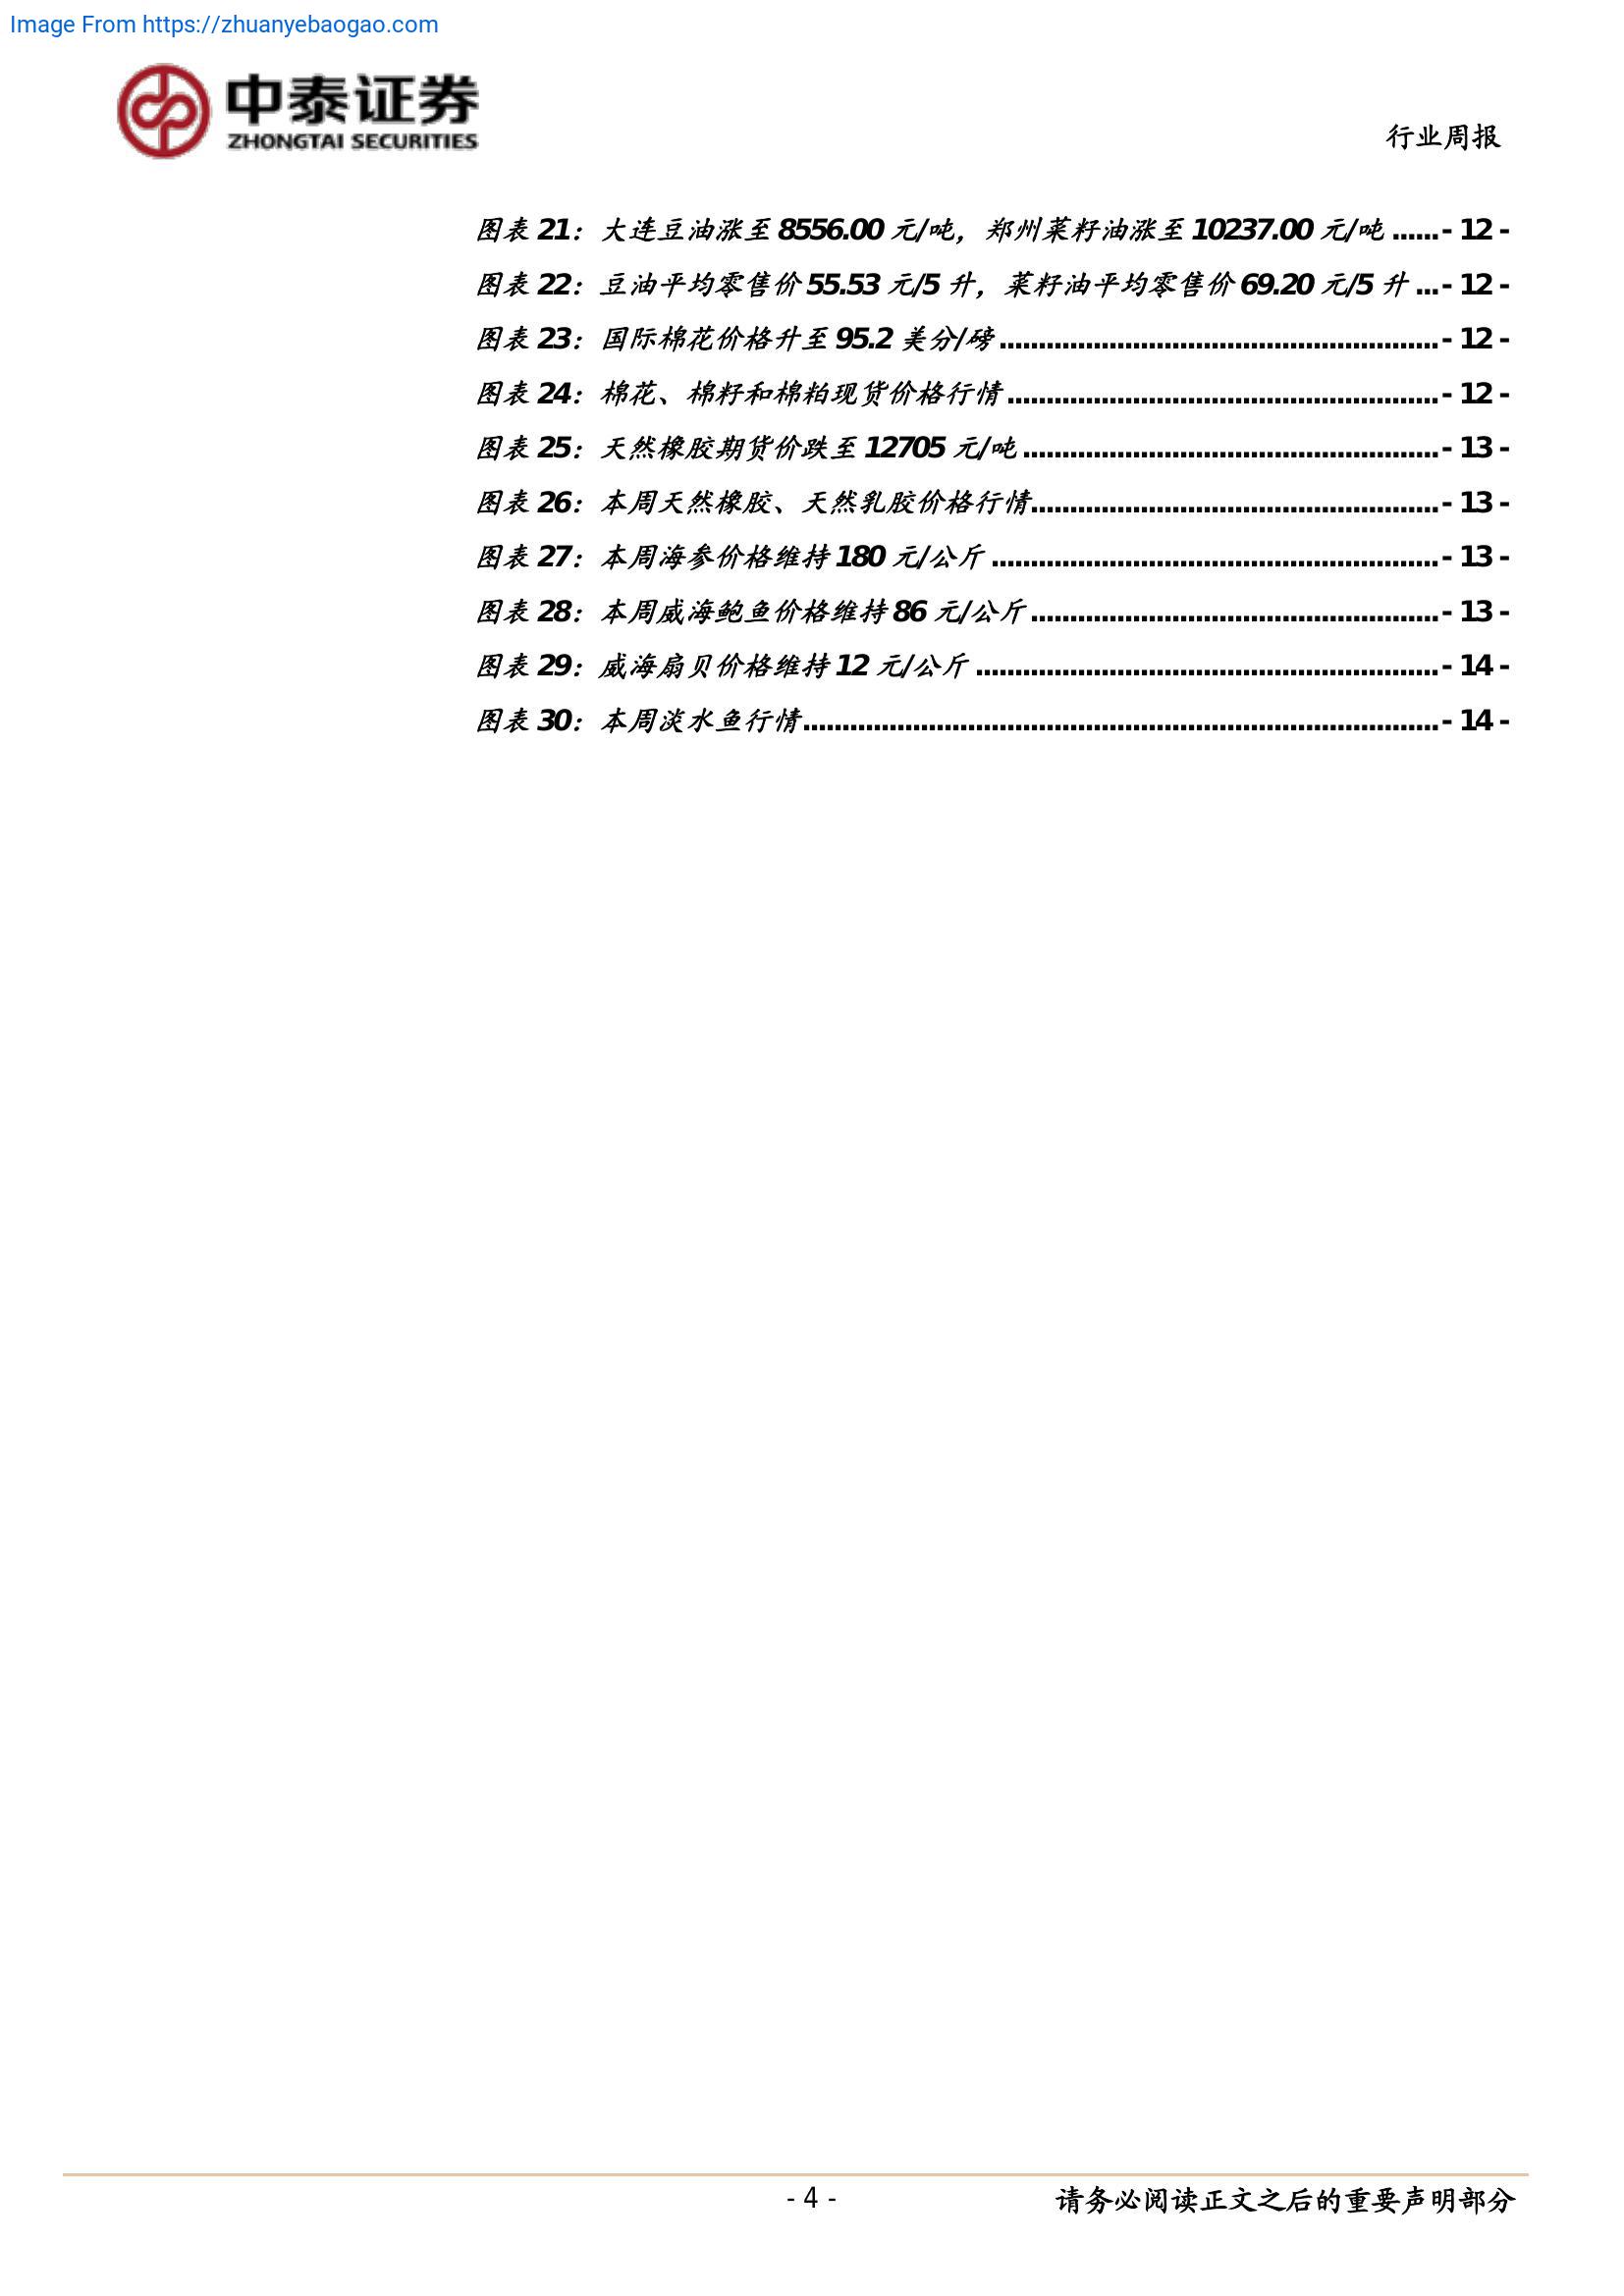 Image From https://zhuanyebaogao.com
中泰证券
ZHONGTAI SECURITIES
行业周报
图表 21：大连豆油涨至 8556.00 元/吨，郑州菜籽油涨至 10237.00 元/吨 ......- 12 -
图表 22：豆油平均零售价 55.53 元/5 升，菜籽油平均零售价 69.20 元/5 升 ...- 12 -
图表 23：国际棉花价格升至 95.2 美分/磅 ........................................................- 12 -
图表 24：棉花、棉籽和棉粕现货价格行情 .......................................................- 12 -
图表 25：天然橡胶期货价跌至 12705 元/吨 .....................................................- 13 -
图表 26：本周天然橡胶、天然乳胶价格行情....................................................- 13 -
图表 27：本周海参价格维持 180 元/公斤 .........................................................- 13 -
图表 28：本周威海鲍鱼价格维持 86 元/公斤....................................................- 13 -
图表 29：威海扇贝价格维持 12 元/公斤 ...........................................................- 14 -
图表 30：本周淡水鱼行情.................................................................................- 14 -
- 4 -
请务必阅读正文之后的重要声明部分